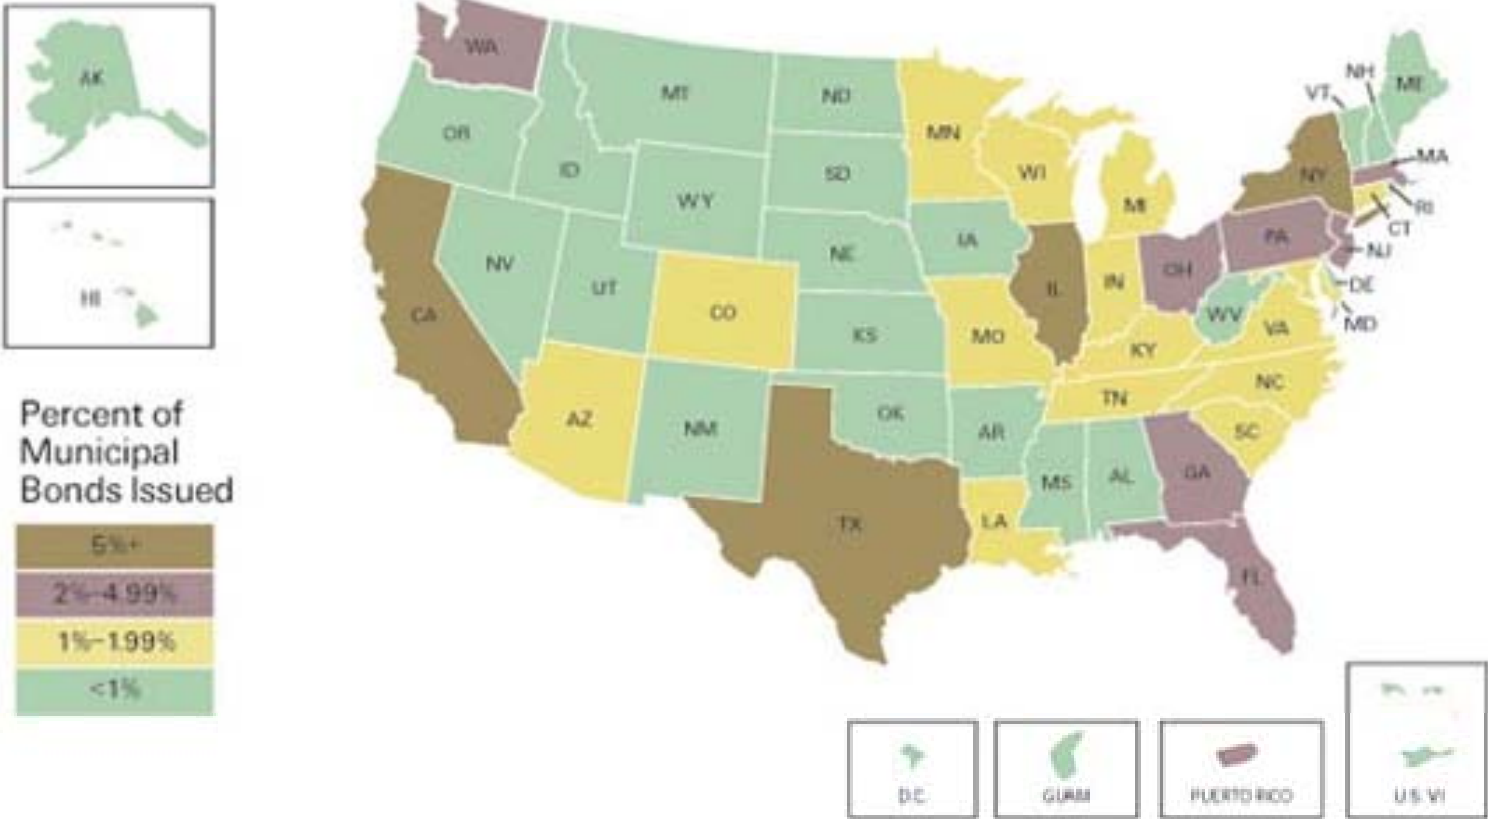 AK
HI
Percent of
Municipal
Bonds Issued
5%+
2%-4.99%
1%-1.99%
<1%
WA
OR
CA
ID
NV
MT
WY
UT
CO
AZ
NM
ND
SD
NE
KS
OK
TX
MN
IA
MO
AR
LA
WI
IL
MI
IN
OH
KY
TN
MS
AL
GA
FL
SC
NC
VA
WV
PA
NY
VT
NH
ME
MA
RI
CT
NJ
DE
MD
D.C.
GUAM
PUERTO RICO
U.S. VI